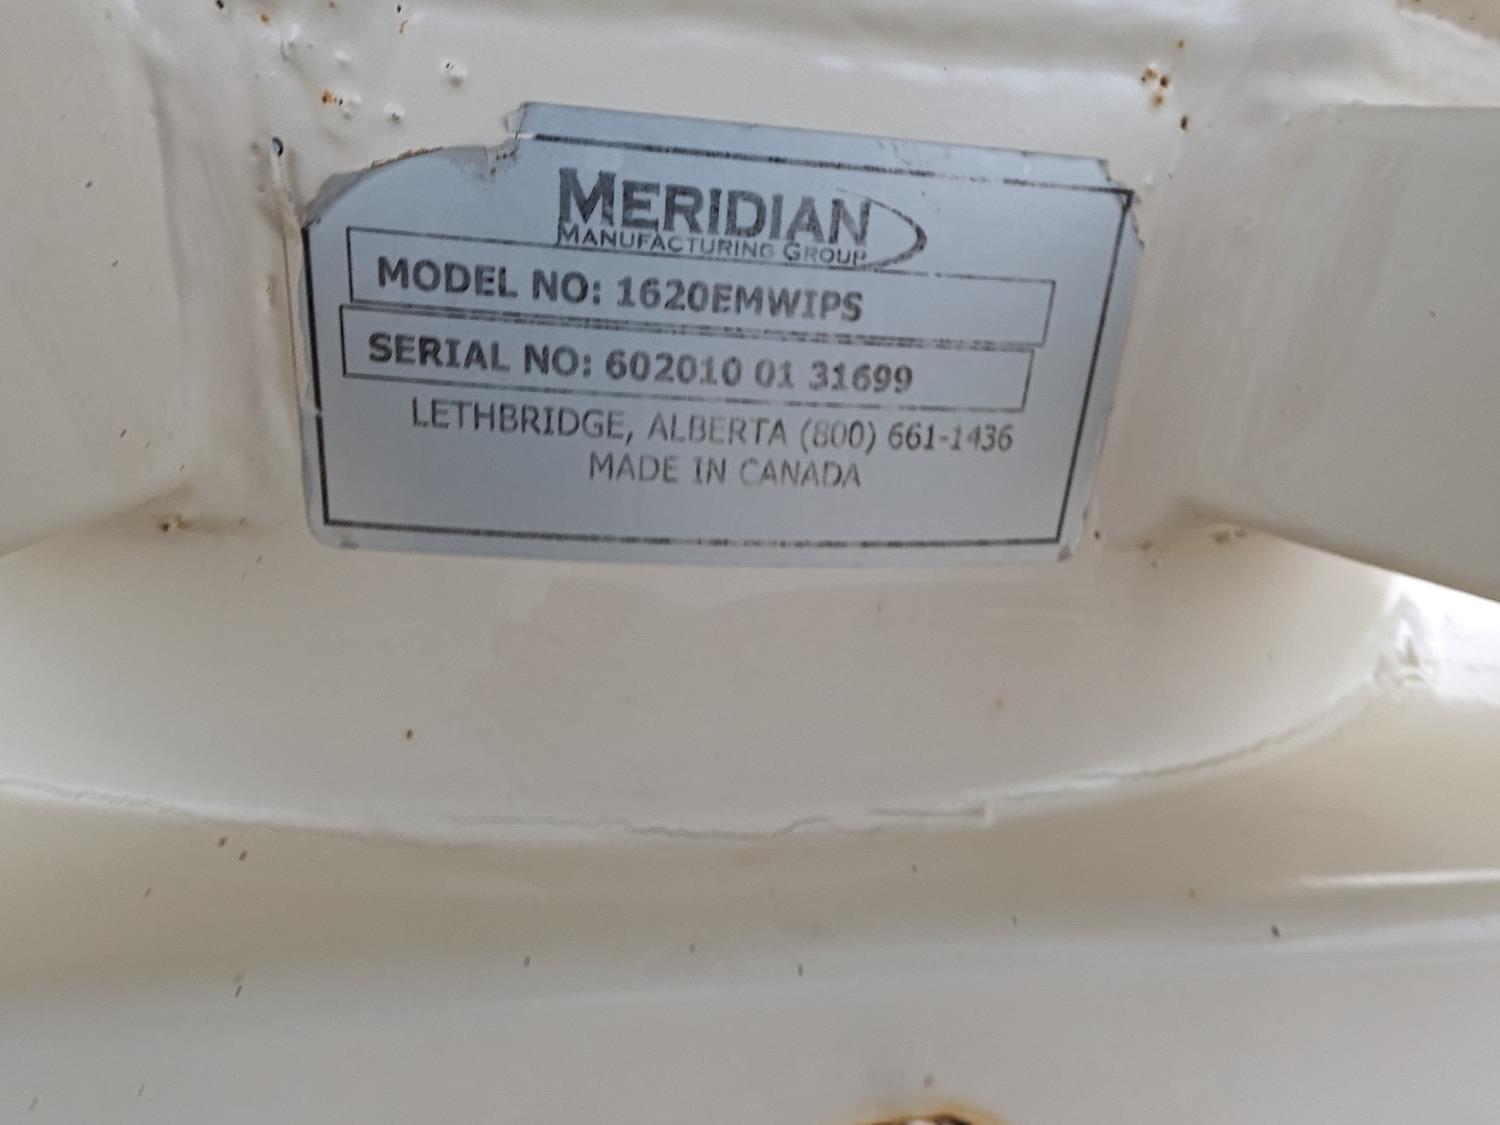 MERIDIAN
MANUFACTURING GROUP
MODEL NO: 1620EMWIPS
SERIAL NO: 602010 01 31699
LETHBRIDGE, ALBERTA (800) 661-1436
MADE IN CANADA